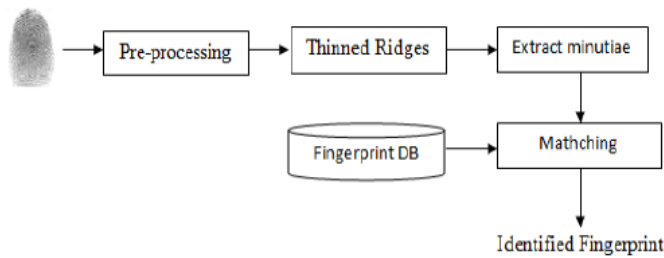 Pre-processing
Thinned Ridges
Extract minutiae
Fingerprint DB
Mathching
Identified Fingerprint